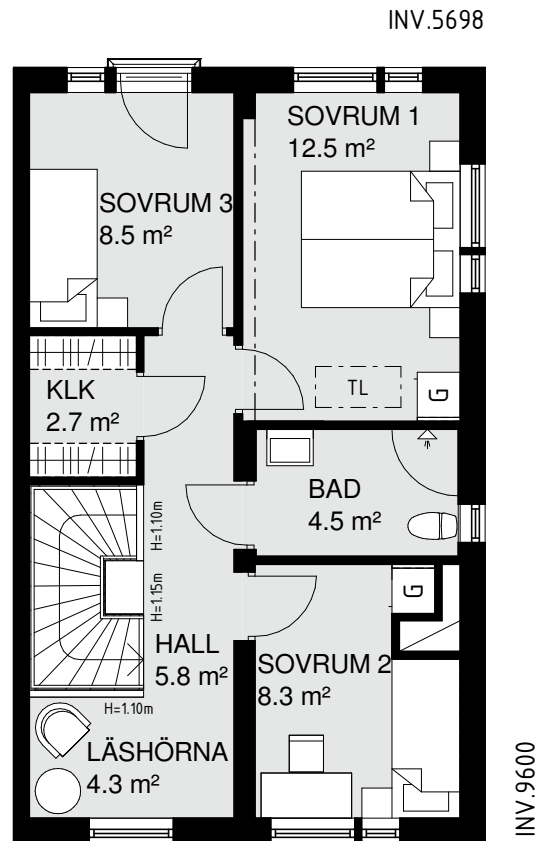 INV.5698
SOVRUM 1
12.5 m²
SOVRUM 3
8.5 m²
TL
G
KLK
2.7 m²
BAD
4.5 m²
H=1.10m
H=1.15m
G
HALL
5.8 m²
SOVRUM 2
8.3 m²
H=1.10m
LÄSHÖRNA
4.3 m²
INV.9600